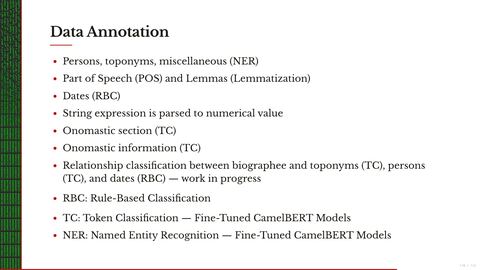 Data Annotation
• Persons, toponyms, miscellaneous (NER)
• Part of Speech (POS) and Lemmas (Lemmatization)
• Dates (RBC)
• String expression is parsed to numerical value
• Onomastic section (TC)
• Onomastic information (TC)
• Relationship classification between biographee and toponyms (TC), persons
(TC), and dates (RBC) — work in progress
• RBC: Rule-Based Classification
• TC: Token Classification — Fine-Tuned CamelBERT Models
• NER: Named Entity Recognition — Fine-Tuned CamelBERT Models